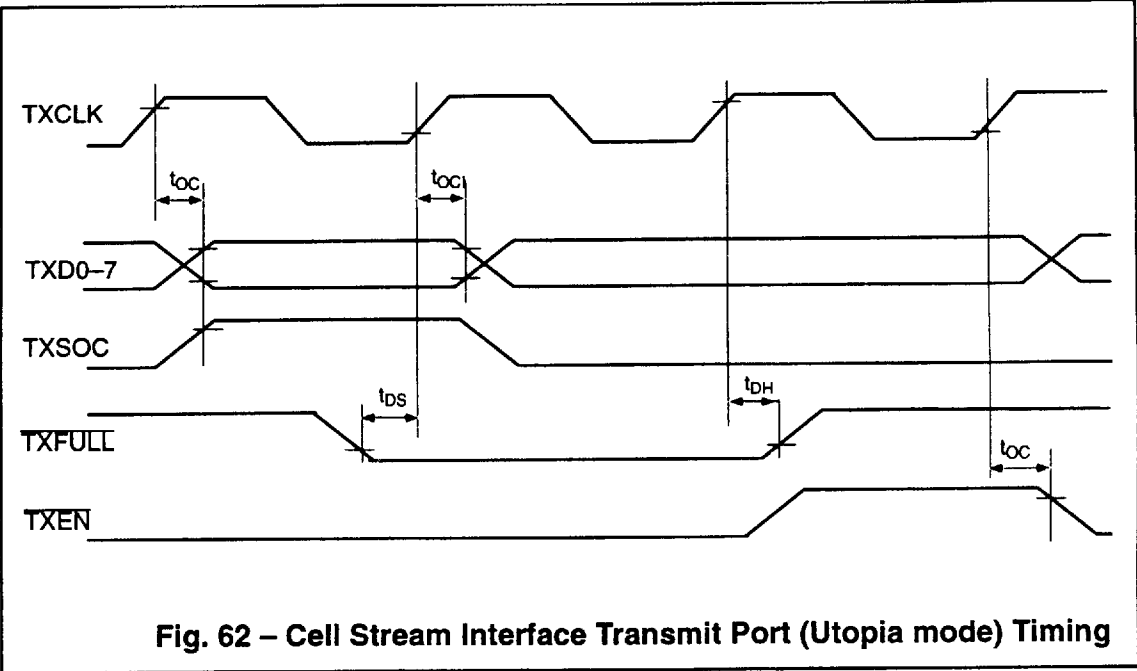 TXCLK
tOC tOC
TXD0–7
TXSOC
tDS tDH
TXFULL
tOC
TXEN
Fig. 62 – Cell Stream Interface Transmit Port (Utopia mode) Timing